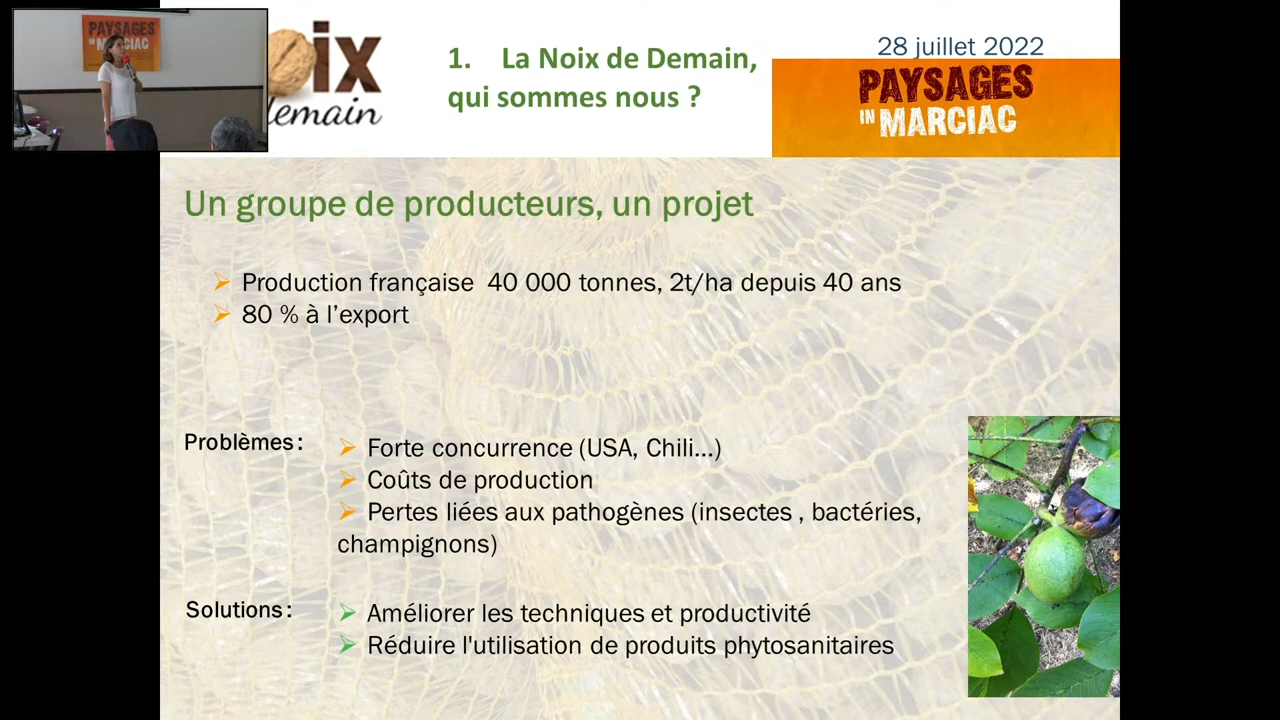 PAYSAGES
IN MARCIAC
ix
demain
1. La Noix de Demain,
qui sommes nous ?
28 juillet 2022
PAYSAGES
IN MARCIAC
Un groupe de producteurs, un projet
Production française 40 000 tonnes, 2t/ha depuis 40 ans
80 % à l’export
Problèmes :
Forte concurrence (USA, Chili...)
Coûts de production
Pertes liées aux pathogènes (insectes , bactéries,
champignons)
Solutions :
Améliorer les techniques et productivité
Réduire l'utilisation de produits phytosanitaires